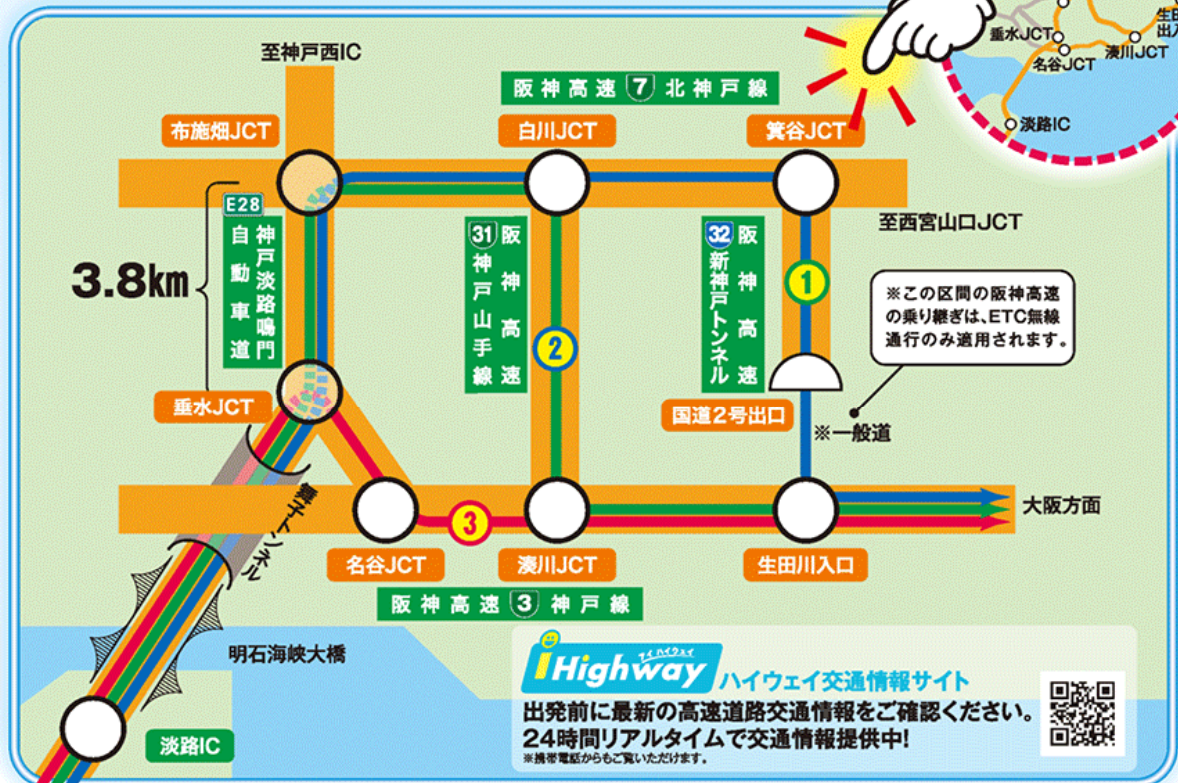 至神戸西IC
阪神高速 7 北神戸線
布施畑JCT
白川JCT
箕谷JCT
垂水JCT
名谷JCT
湊川JCT
淡路IC
E28
神戸淡路鳴門
自動車道
3.8km
31 阪神高速
神戸山手線
32 阪神高速
新神戸トンネル
至西宮山口JCT
1
2
※この区間の阪神高速
の乗り継ぎは、ETC無線
通行のみ適用されます。
垂水JCT
国道2号出口
※一般道
舞子トンネル
3
大阪方面
名谷JCT
湊川JCT
生田川入口
阪神高速 3 神戸線
明石海峡大橋
淡路IC
アイハイウェイ
iHighway ハイウェイ交通情報サイト
出発前に最新の高速道路交通情報をご確認ください。
24時間リアルタイムで交通情報提供中!
※携帯電話からもご覧いただけます。